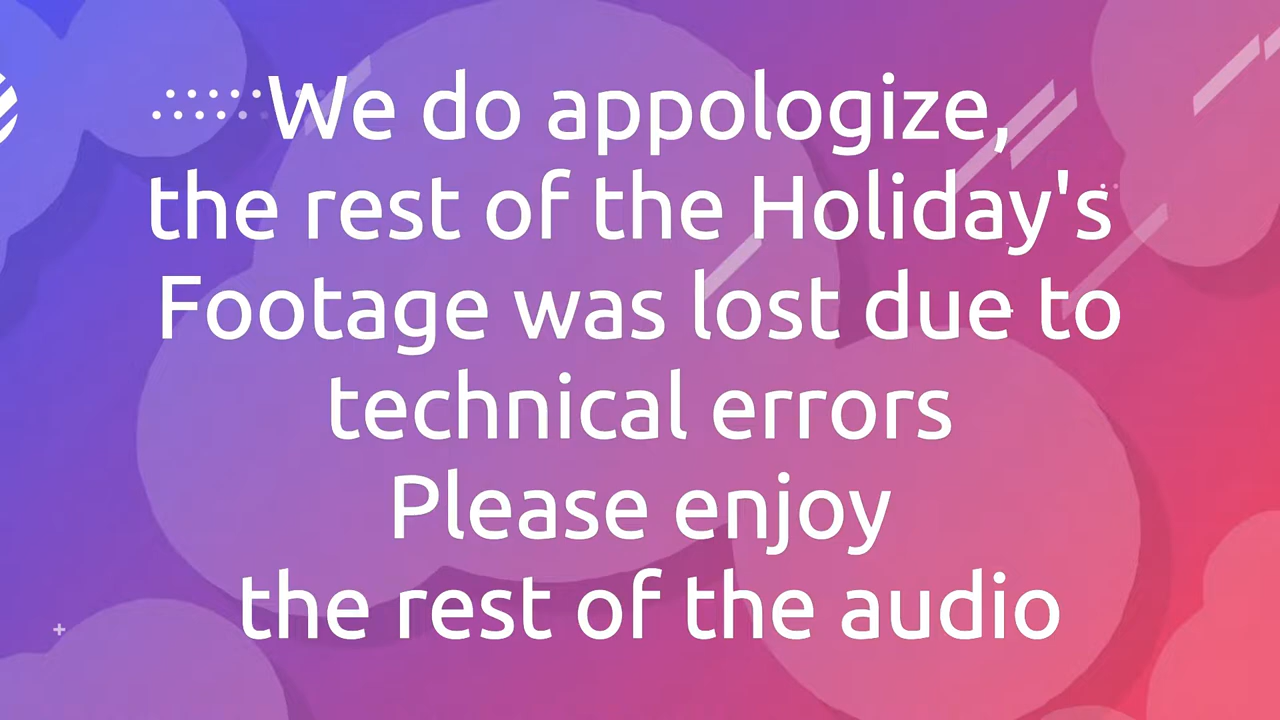 We do appologize,
the rest of the Holiday's
Footage was lost due to
technical errors
Please enjoy
the rest of the audio